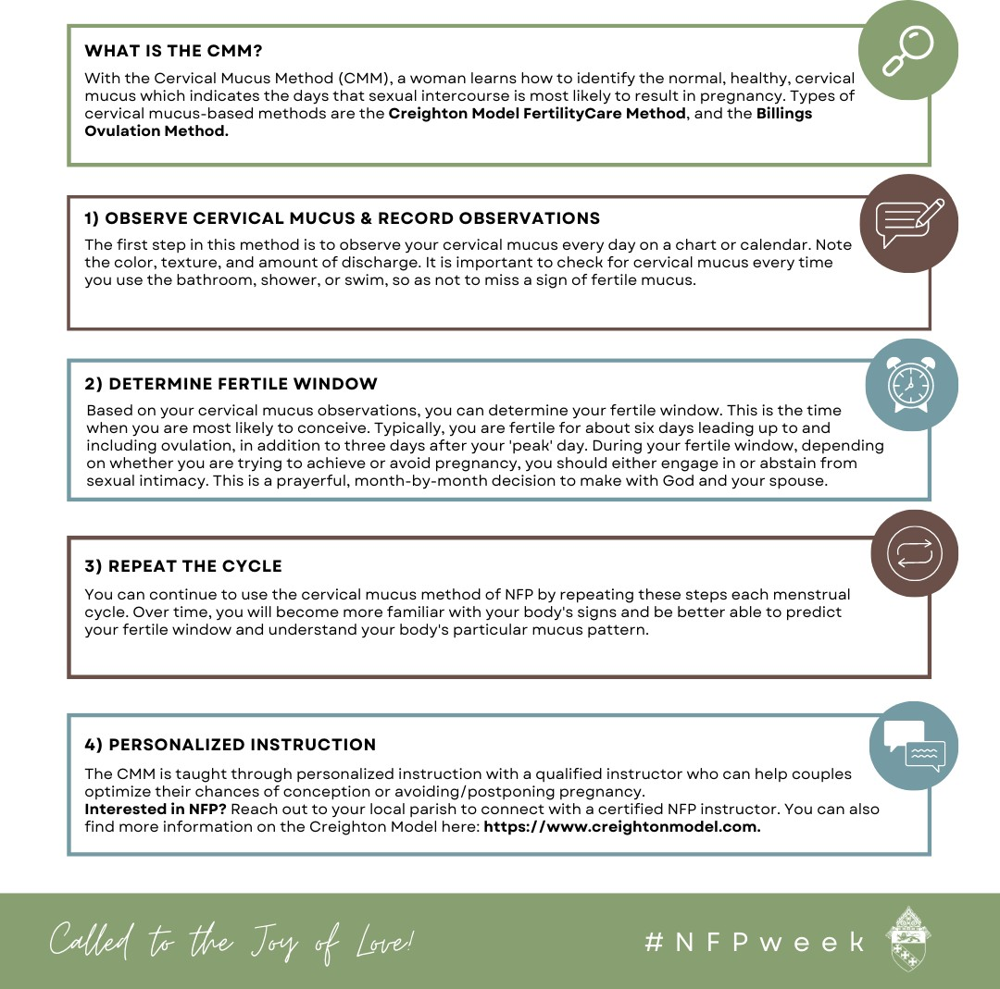 WHAT IS THE CMM?
With the Cervical Mucus Method (CMM), a woman learns how to identify the normal, healthy, cervical
mucus which indicates the days that sexual intercourse is most likely to result in pregnancy. Types of
cervical mucus-based methods are the Creighton Model FertilityCare Method, and the Billings
Ovulation Method.
1) OBSERVE CERVICAL MUCUS & RECORD OBSERVATIONS
The first step in this method is to observe your cervical mucus every day on a chart or calendar. Note
the color, texture, and amount of discharge. It is important to check for cervical mucus every time
you use the bathroom, shower, or swim, so as not to miss a sign of fertile mucus.
2) DETERMINE FERTILE WINDOW
Based on your cervical mucus observations, you can determine your fertile window. This is the time
when you are most likely to conceive. Typically, you are fertile for about six days leading up to and
including ovulation, in addition to three days after your 'peak' day. During your fertile window, depending
on whether you are trying to achieve or avoid pregnancy, you should either engage in or abstain from
sexual intimacy. This is a prayerful, month-by-month decision to make with God and your spouse.
3) REPEAT THE CYCLE
You can continue to use the cervical mucus method of NFP by repeating these steps each menstrual
cycle. Over time, you will become more familiar with your body's signs and be better able to predict
your fertile window and understand your body's particular mucus pattern.
4) PERSONALIZED INSTRUCTION
The CMM is taught through personalized instruction with a qualified instructor who can help couples
optimize their chances of conception or avoiding/postponing pregnancy.
Interested in NFP? Reach out to your local parish to connect with a certified NFP instructor. You can also
find more information on the Creighton Model here: https://www.creightonmodel.com.
Called to the Joy of Love!
#NFPweek